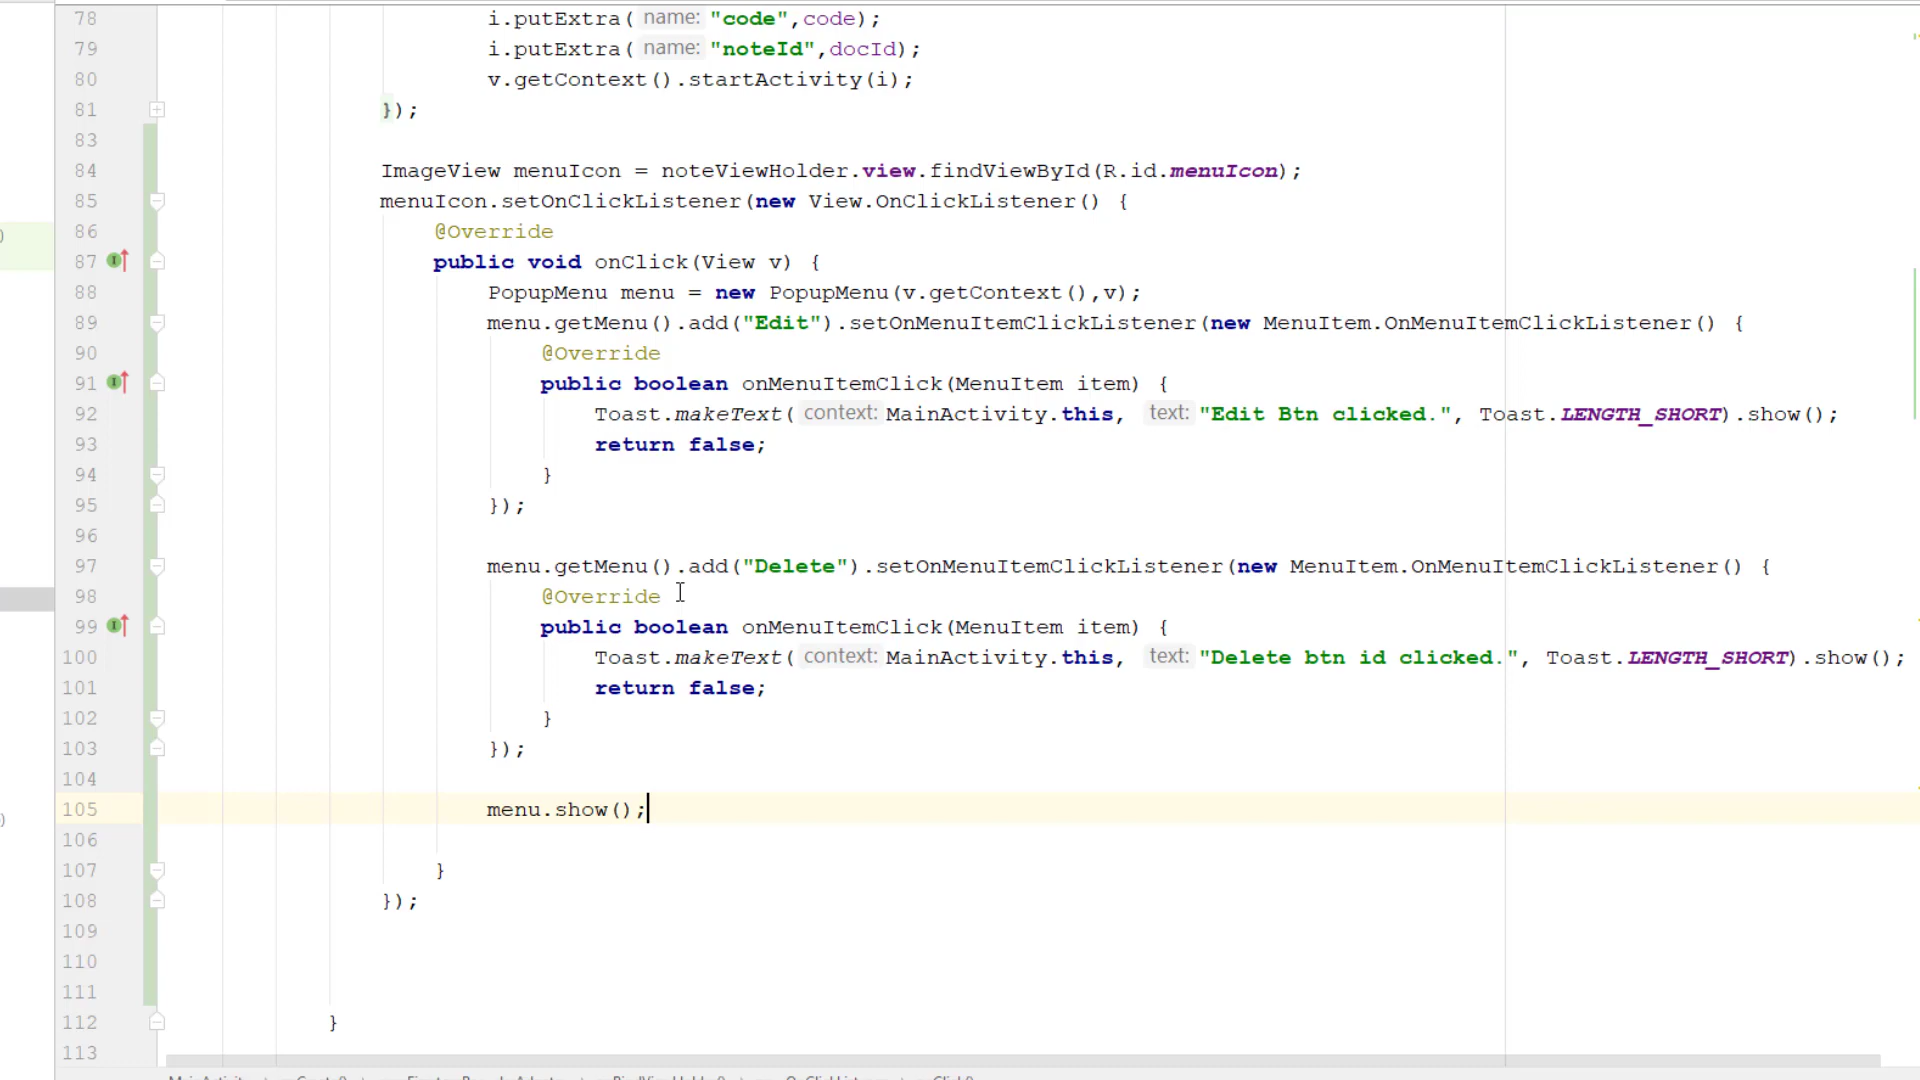 78 i.putExtra( name: "code",code);
79 i.putExtra( name: "noteId",docId);
80 v.getContext().startActivity(i);
81 });
83
84 ImageView menuIcon = noteViewHolder.view.findViewById(R.id.menuIcon);
85 menuIcon.setOnClickListener(new View.OnClickListener() {
86 @Override
87 public void onClick(View v) {
88 PopupMenu menu = new PopupMenu(v.getContext(),v);
89 menu.getMenu().add("Edit").setOnMenuItemClickListener(new MenuItem.OnMenuItemClickListener() {
90 @Override
91 public boolean onMenuItemClick(MenuItem item) {
92 Toast.makeText( context: MainActivity.this, text: "Edit Btn clicked.", Toast.LENGTH_SHORT).show();
93 return false;
94 }
95 });
96
97 menu.getMenu().add("Delete").setOnMenuItemClickListener(new MenuItem.OnMenuItemClickListener() {
98 @Override
99 public boolean onMenuItemClick(MenuItem item) {
100 Toast.makeText( context: MainActivity.this, text: "Delete btn id clicked.", Toast.LENGTH_SHORT).show();
101 return false;
102 }
103 });
104
105 menu.show();
106
107 }
108 });
109
110
111
112 }
113